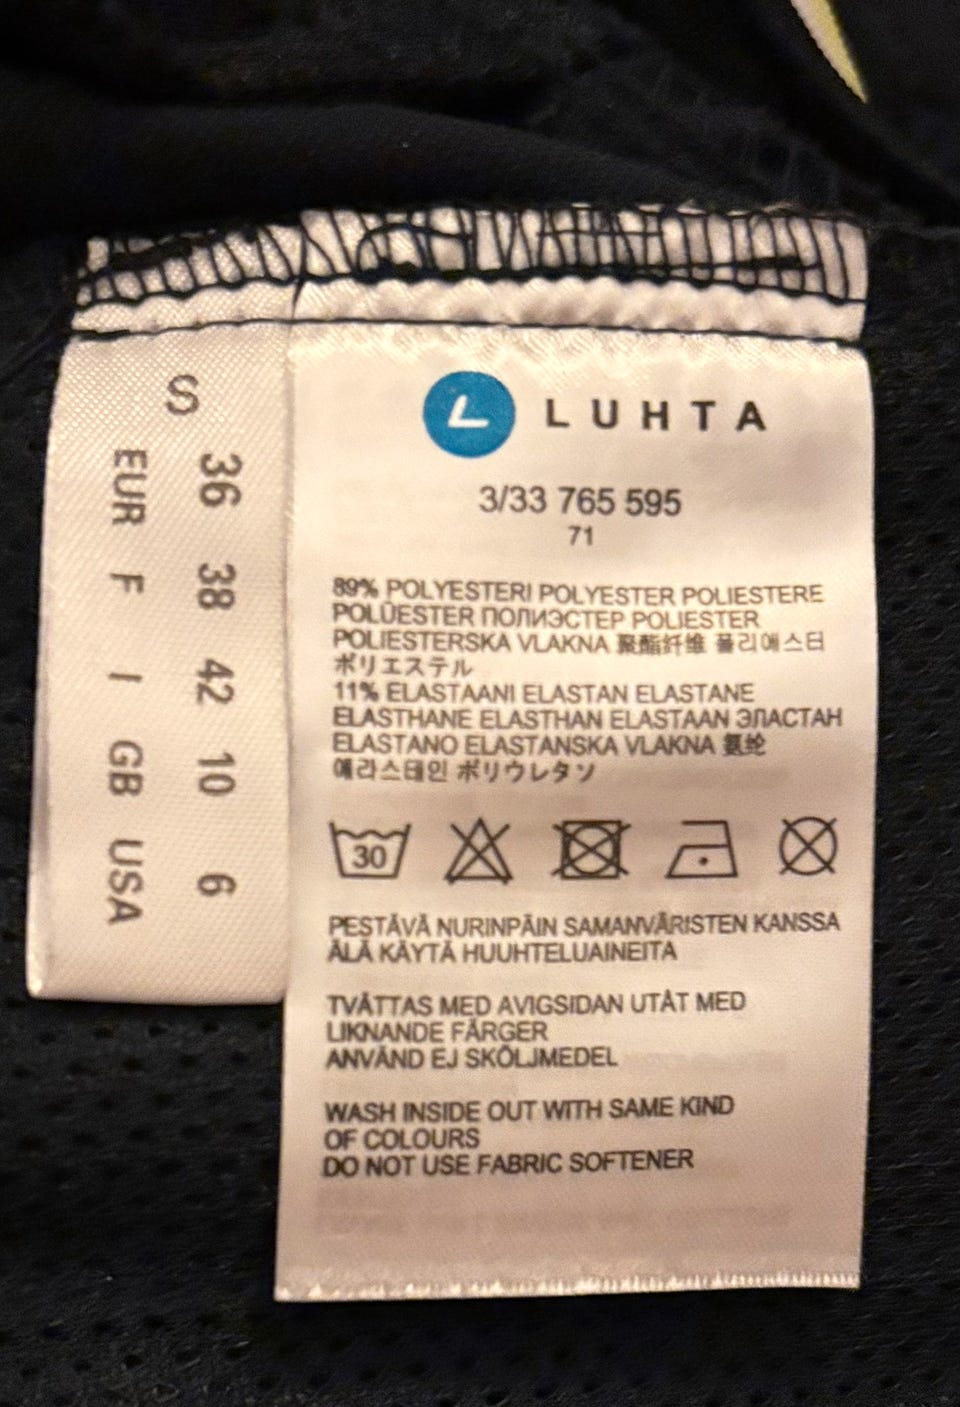 S
36 38 42 10 6
EUR F I GB USA
LUHTA
3/33 765 595
71
89% POLYESTERI POLYESTER POLIESTERE
POLÜESTER ПОЛИЭСТЕР POLIESTER
POLIESTERSKA VLAKNA 聚酯纤维 폴리에스터
ポリエステル
11% ELASTAANI ELASTAN ELASTANE
ELASTHANE ELASTHAN ELASTAAN ЭЛАСТАН
ELASTANO ELASTANSKA VLAKNA 氨纶
에라스테인 ポリウレタン
30
PESTÄVÄ NURINPÄIN SAMANVÄRISTEN KANSSA
ÄLÄ KÄYTÄ HUUHTELUAINEITA
TVÄTTAS MED AVIGSIDAN UTÅT MED
LIKNANDE FÄRGER
ANVÄND EJ SKÖLJMEDEL
WASH INSIDE OUT WITH SAME KIND
OF COLOURS
DO NOT USE FABRIC SOFTENER